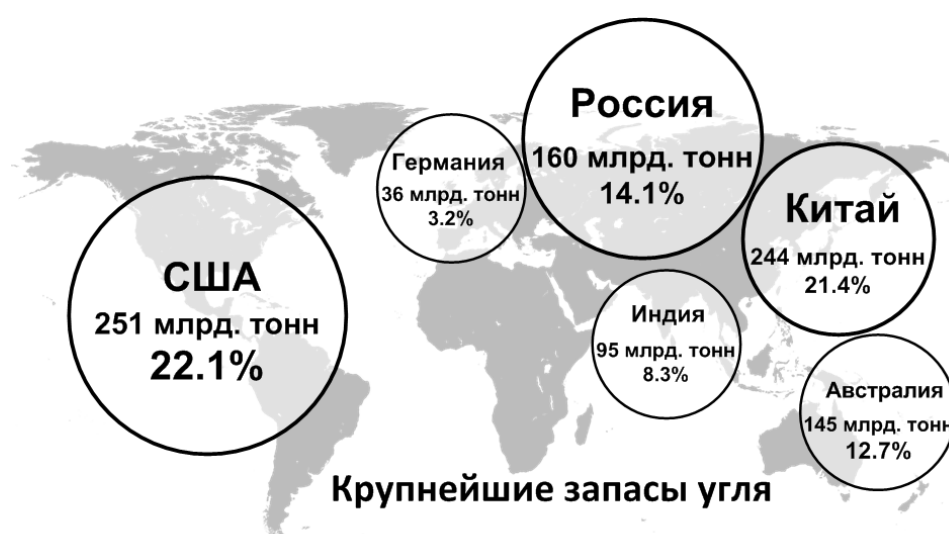 Россия
160 млрд. тонн
14.1%
Германия
36 млрд. тонн
3.2%
Китай
244 млрд. тонн
21.4%
США
251 млрд. тонн
22.1%
Индия
95 млрд. тонн
8.3%
Австралия
145 млрд. тонн
12.7%
Крупнейшие запасы угля